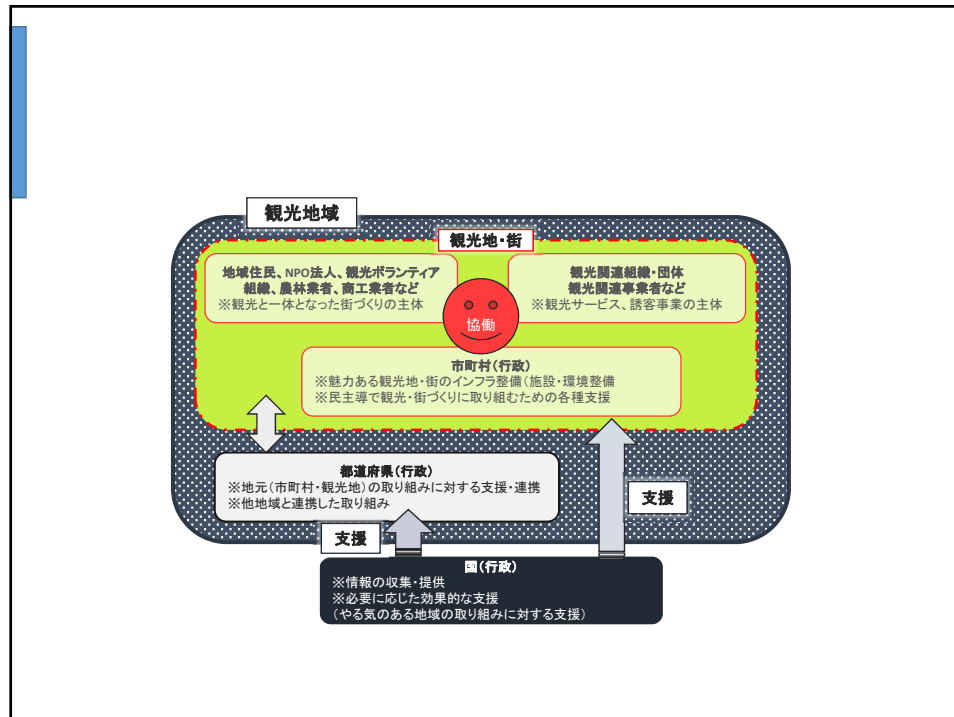 観光地域
観光地・街
地域住民、NPO法人、観光ボランティア
組織、農林業者、商工業者など
※観光と一体となった街づくりの主体
観光関連組織・団体
観光関連事業者など
※観光サービス、誘客事業の主体
協働
市町村(行政)
※魅力ある観光地・街のインフラ整備(施設・環境整備
※民主導で観光・街づくりに取り組むための各種支援
都道府県(行政)
※地元(市町村・観光地)の取り組みに対する支援・連携
※他地域と連携した取り組み
支援
支援
国(行政)
※情報の収集・提供
※必要に応じた効果的な支援
(やる気のある地域の取り組みに対する支援)